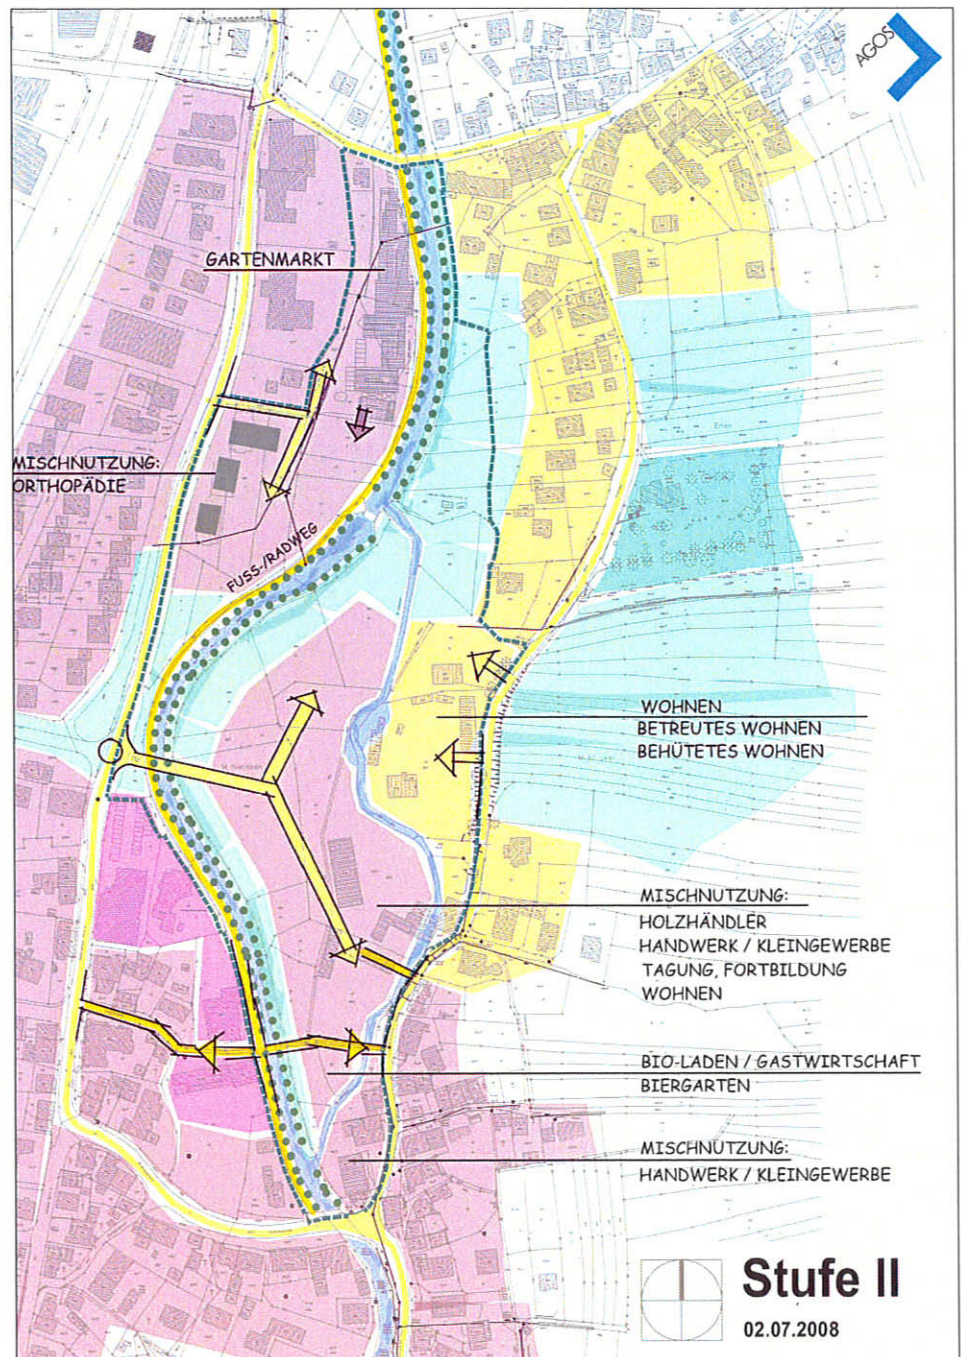 AGOS
GARTENMARKT
MISCHNUTZUNG:
ORTHOPÄDIE
FUSS-/RADWEG
WOHNEN
BETREUTES WOHNEN
BEHÜTETES WOHNEN
MISCHNUTZUNG:
HOLZHÄNDLER
HANDWERK / KLEINGEWERBE
TAGUNG, FORTBILDUNG
WOHNEN
BIO-LADEN / GASTWIRTSCHAFT
BIERGARTEN
MISCHNUTZUNG:
HANDWERK / KLEINGEWERBE
Stufe II
02.07.2008